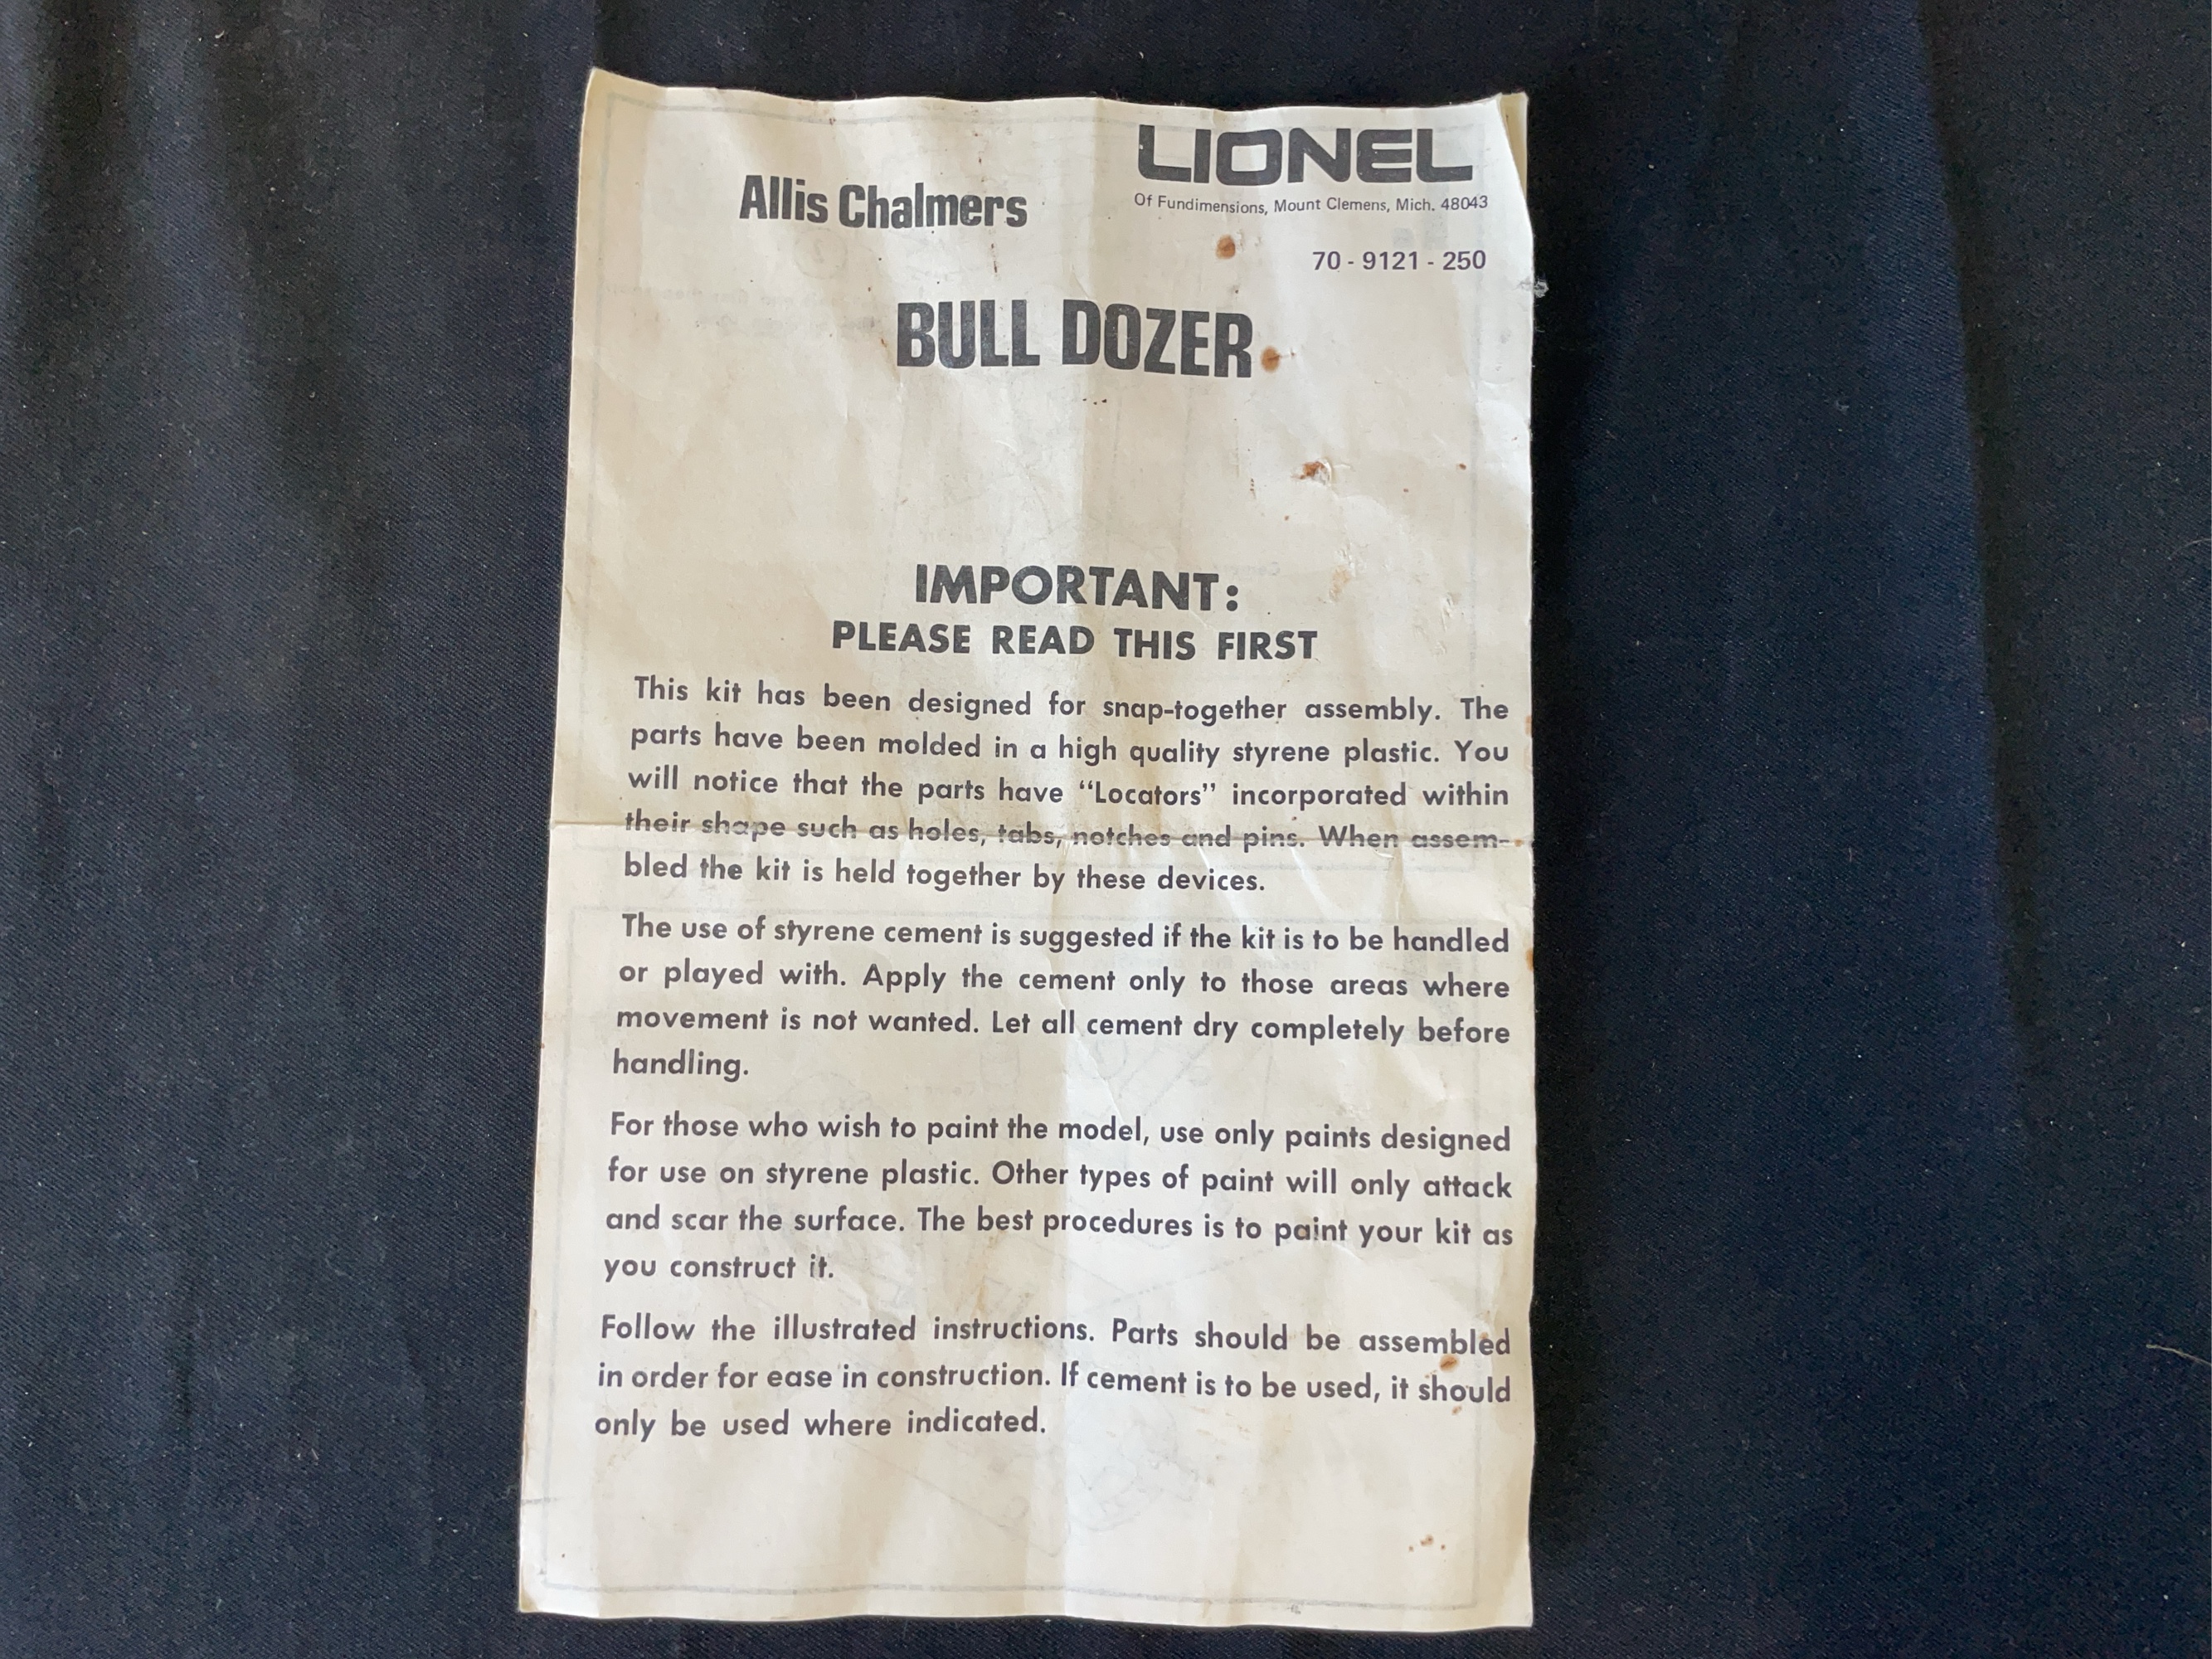 LIONEL
Of Fundimensions, Mount Clemens, Mich. 48043
Allis Chalmers
70 - 9121 - 250
BULL DOZER
IMPORTANT:
PLEASE READ THIS FIRST
This kit has been designed for snap-together assembly. The
parts have been molded in a high quality styrene plastic. You
will notice that the parts have “Locators” incorporated within
their shape such as holes, tabs, notches and pins. When assem-
bled the kit is held together by these devices.
The use of styrene cement is suggested if the kit is to be handled
or played with. Apply the cement only to those areas where
movement is not wanted. Let all cement dry completely before
handling.
For those who wish to paint the model, use only paints designed
for use on styrene plastic. Other types of paint will only attack
and scar the surface. The best procedures is to paint your kit as
you construct it.
Follow the illustrated instructions. Parts should be assembled
in order for ease in construction. If cement is to be used, it should
only be used where indicated.